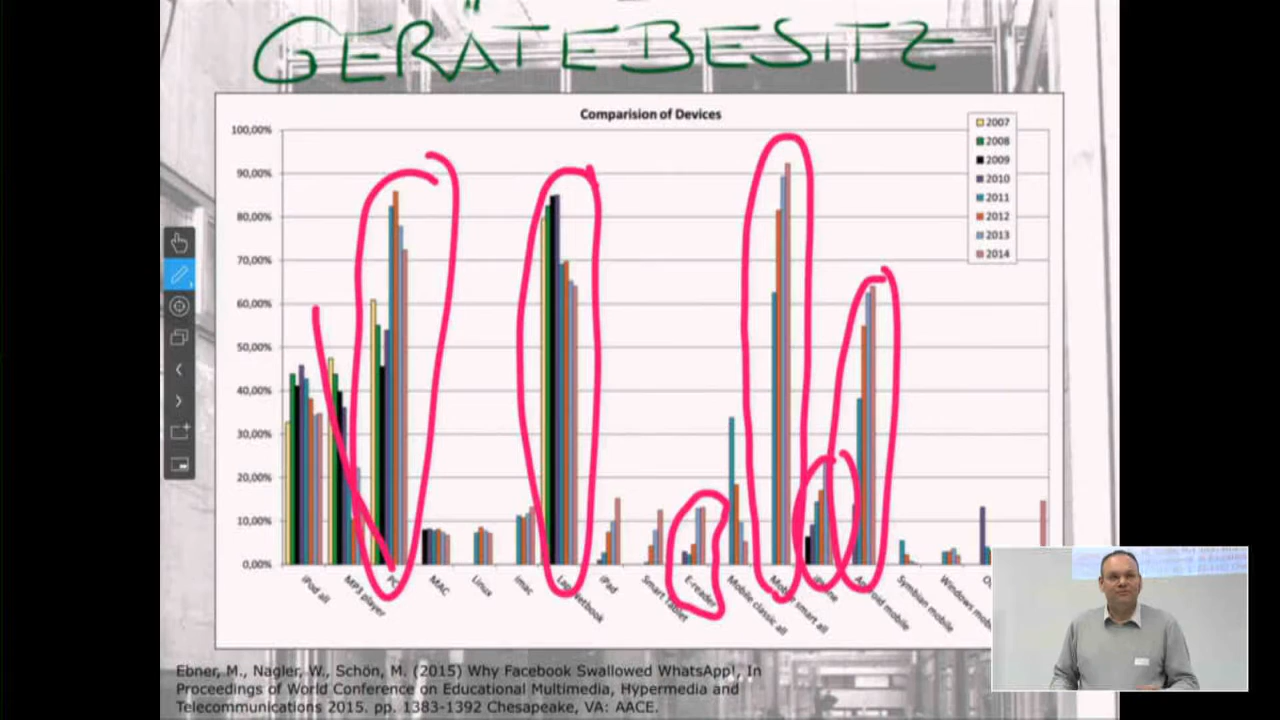 GERÄTEBESITZ
Comparision of Devices
100,00%
90,00%
80,00%
70,00%
60,00%
50,00%
40,00%
30,00%
20,00%
10,00%
0,00%
2007
2008
2009
2010
2011
2012
2013
2014
iPod all
MP3 player
PC
MAC
Linux
imac
iPad
Smart Tablet
E-reader
Mobile classic all
Mobile smart all
iPhone
Android mobile
Symbian mobile
Windows mob
Ebner, M., Nagler, W., Schön, M. (2015) Why Facebook Swallowed WhatsApp!, In
Proceedings of World Conference on Educational Multimedia, Hypermedia and
Telecommunications 2015. pp. 1383-1392 Chesapeake, VA: AACE.